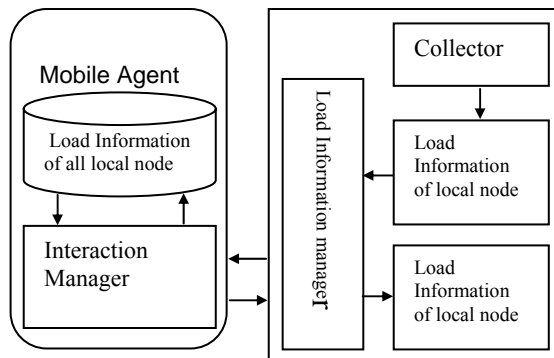 Mobile Agent
Load Information
of all local node
Interaction
Manager
Load Information manager
Collector
Load
Information
of local node
Load
Information
of local node